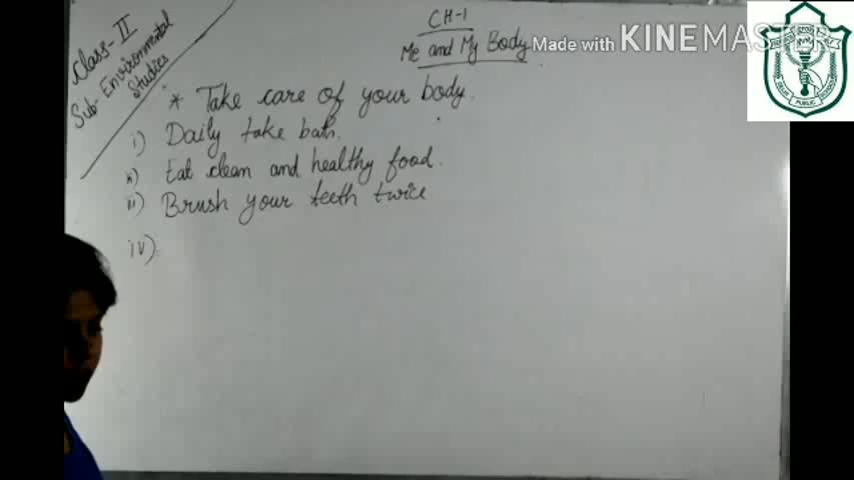 Class-II
Sub-Environmental
Studies
CH-1
Me and My Body
Made with KINEMASTER
* Take care of your body.
i) Daily take bath.
ii) Eat clean and healthy food.
iii) Brush your teeth twice
iv)
PUBLIC